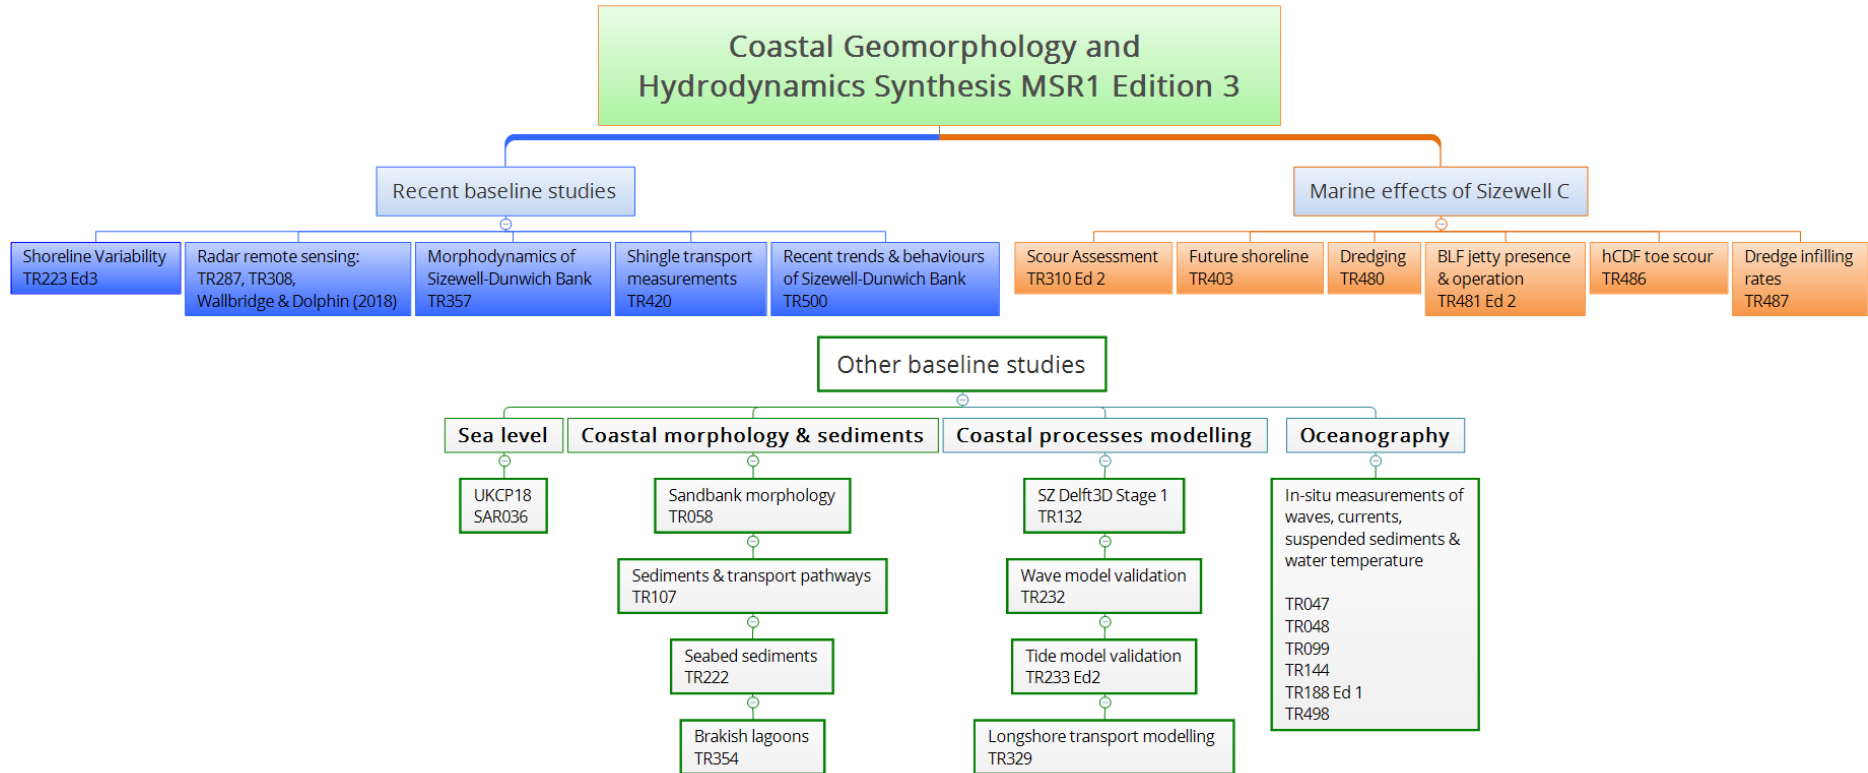 Coastal Geomorphology and
Hydrodynamics Synthesis MSR1 Edition 3
Recent baseline studies
Marine effects of Sizewell C
Shoreline Variability
TR223 Ed3
Radar remote sensing:
TR287, TR308,
Wallbridge & Dolphin (2018)
Morphodynamics of
Sizewell-Dunwich Bank
TR357
Shingle transport
measurements
TR420
Recent trends & behaviours
of Sizewell-Dunwich Bank
TR500
Scour Assessment
TR310 Ed 2
Future shoreline
TR403
Dredging
TR480
BLF jetty presence
& operation
TR481 Ed 2
hCDF toe scour
TR486
Dredge infilling
rates
TR487
Other baseline studies
Sea level
Coastal morphology & sediments
Coastal processes modelling
Oceanography
UKCP18
SAR036
Sandbank morphology
TR058
Sediments & transport pathways
TR107
Seabed sediments
TR222
Brakish lagoons
TR354
SZ Delft3D Stage 1
TR132
Wave model validation
TR232
Tide model validation
TR233 Ed2
Longshore transport modelling
TR329
In-situ measurements of
waves, currents,
suspended sediments &
water temperature
TR047
TR048
TR099
TR144
TR188 Ed 1
TR498